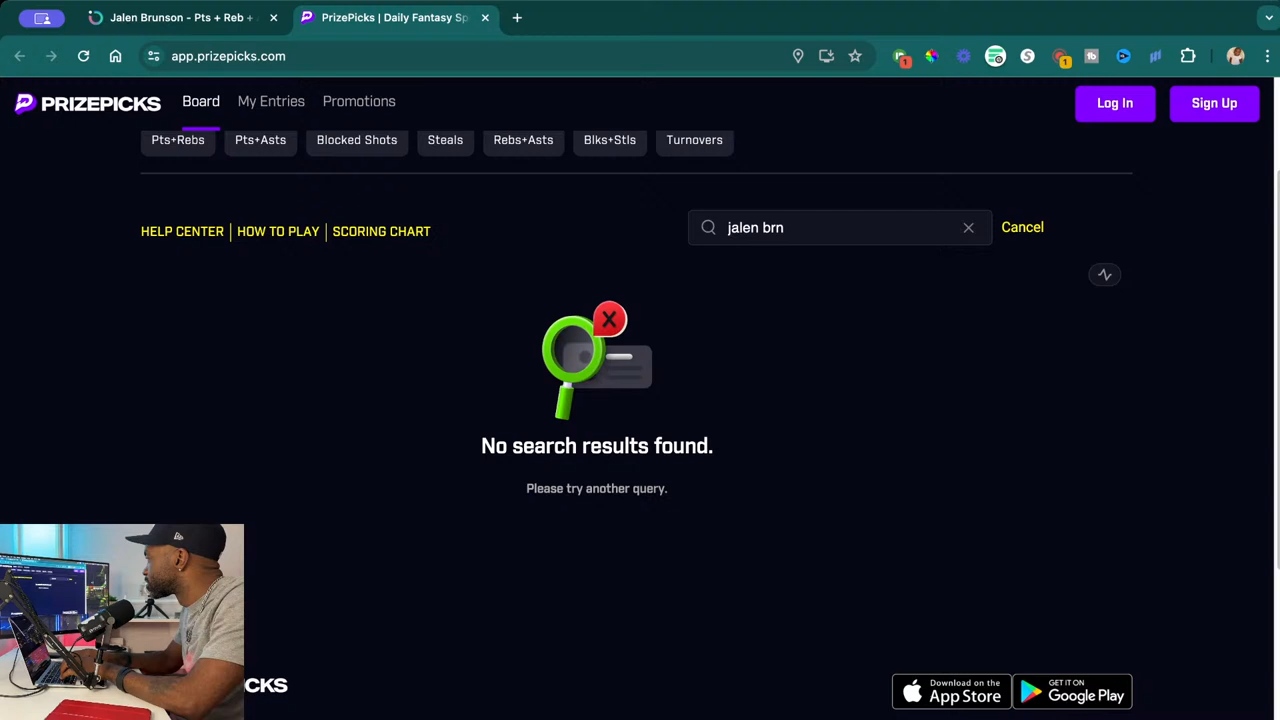 Jalen Brunson - Pts + Reb +
PrizePicks | Daily Fantasy Sp
app.prizepicks.com
1
S
1
tb
PRIZEPICKS
Board
My Entries
Promotions
Log In
Sign Up
Pts+Rebs
Pts+Asts
Blocked Shots
Steals
Rebs+Asts
Blks+Stls
Turnovers
HELP CENTER
HOW TO PLAY
SCORING CHART
jalen brn
Cancel
No search results found.
Please try another query.
CKS
Download on the
App Store
GET IT ON
Google Play